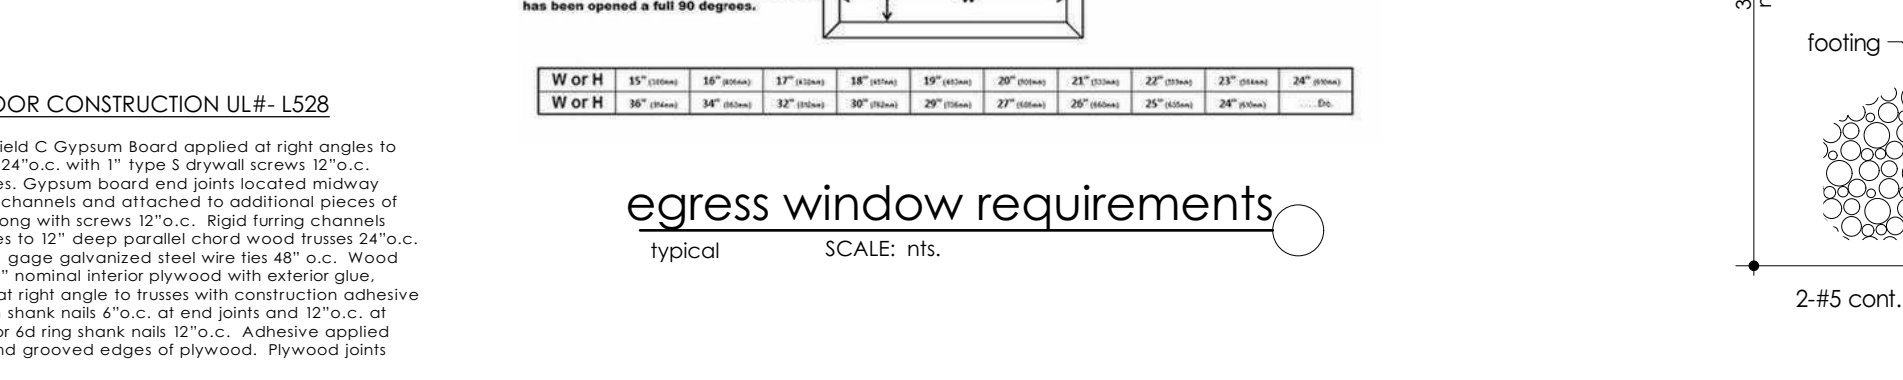 has been opened a full 90 degrees.
W or H 15" 16" 17" 18" 19" 20" 21" 22" 23" 24"
W or H 36" 34" 32" 30" 29" 27" 26" 25" 24"
egress window requirements
typical SCALE: nts.
OOR CONSTRUCTION UL#- L528
ield C Gypsum Board applied at right angles to
24"o.c. with 1" type S drywall screws 12"o.c.
es. Gypsum board end joints located midway
channels and attached to additional pieces of
ong with screws 12"o.c. Rigid furring channels
es to 12" deep parallel chord wood trusses 24"o.c.
gage galvanized steel wire ties 48" o.c. Wood
" nominal interior plywood with exterior glue,
at right angle to trusses with construction adhesive
shank nails 6"o.c. at end joints and 12"o.c. at
or 6d ring shank nails 12"o.c. Adhesive applied
nd grooved edges of plywood. Plywood joints
footing
2-#5 cont.